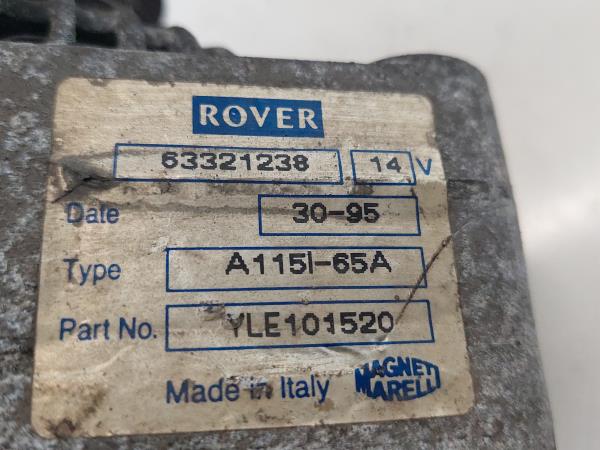 ROVER
63321238 14 V
Date 30-95
Type A115I-65A
Part No. YLE101520
Made in Italy MAGNETI MARELLI